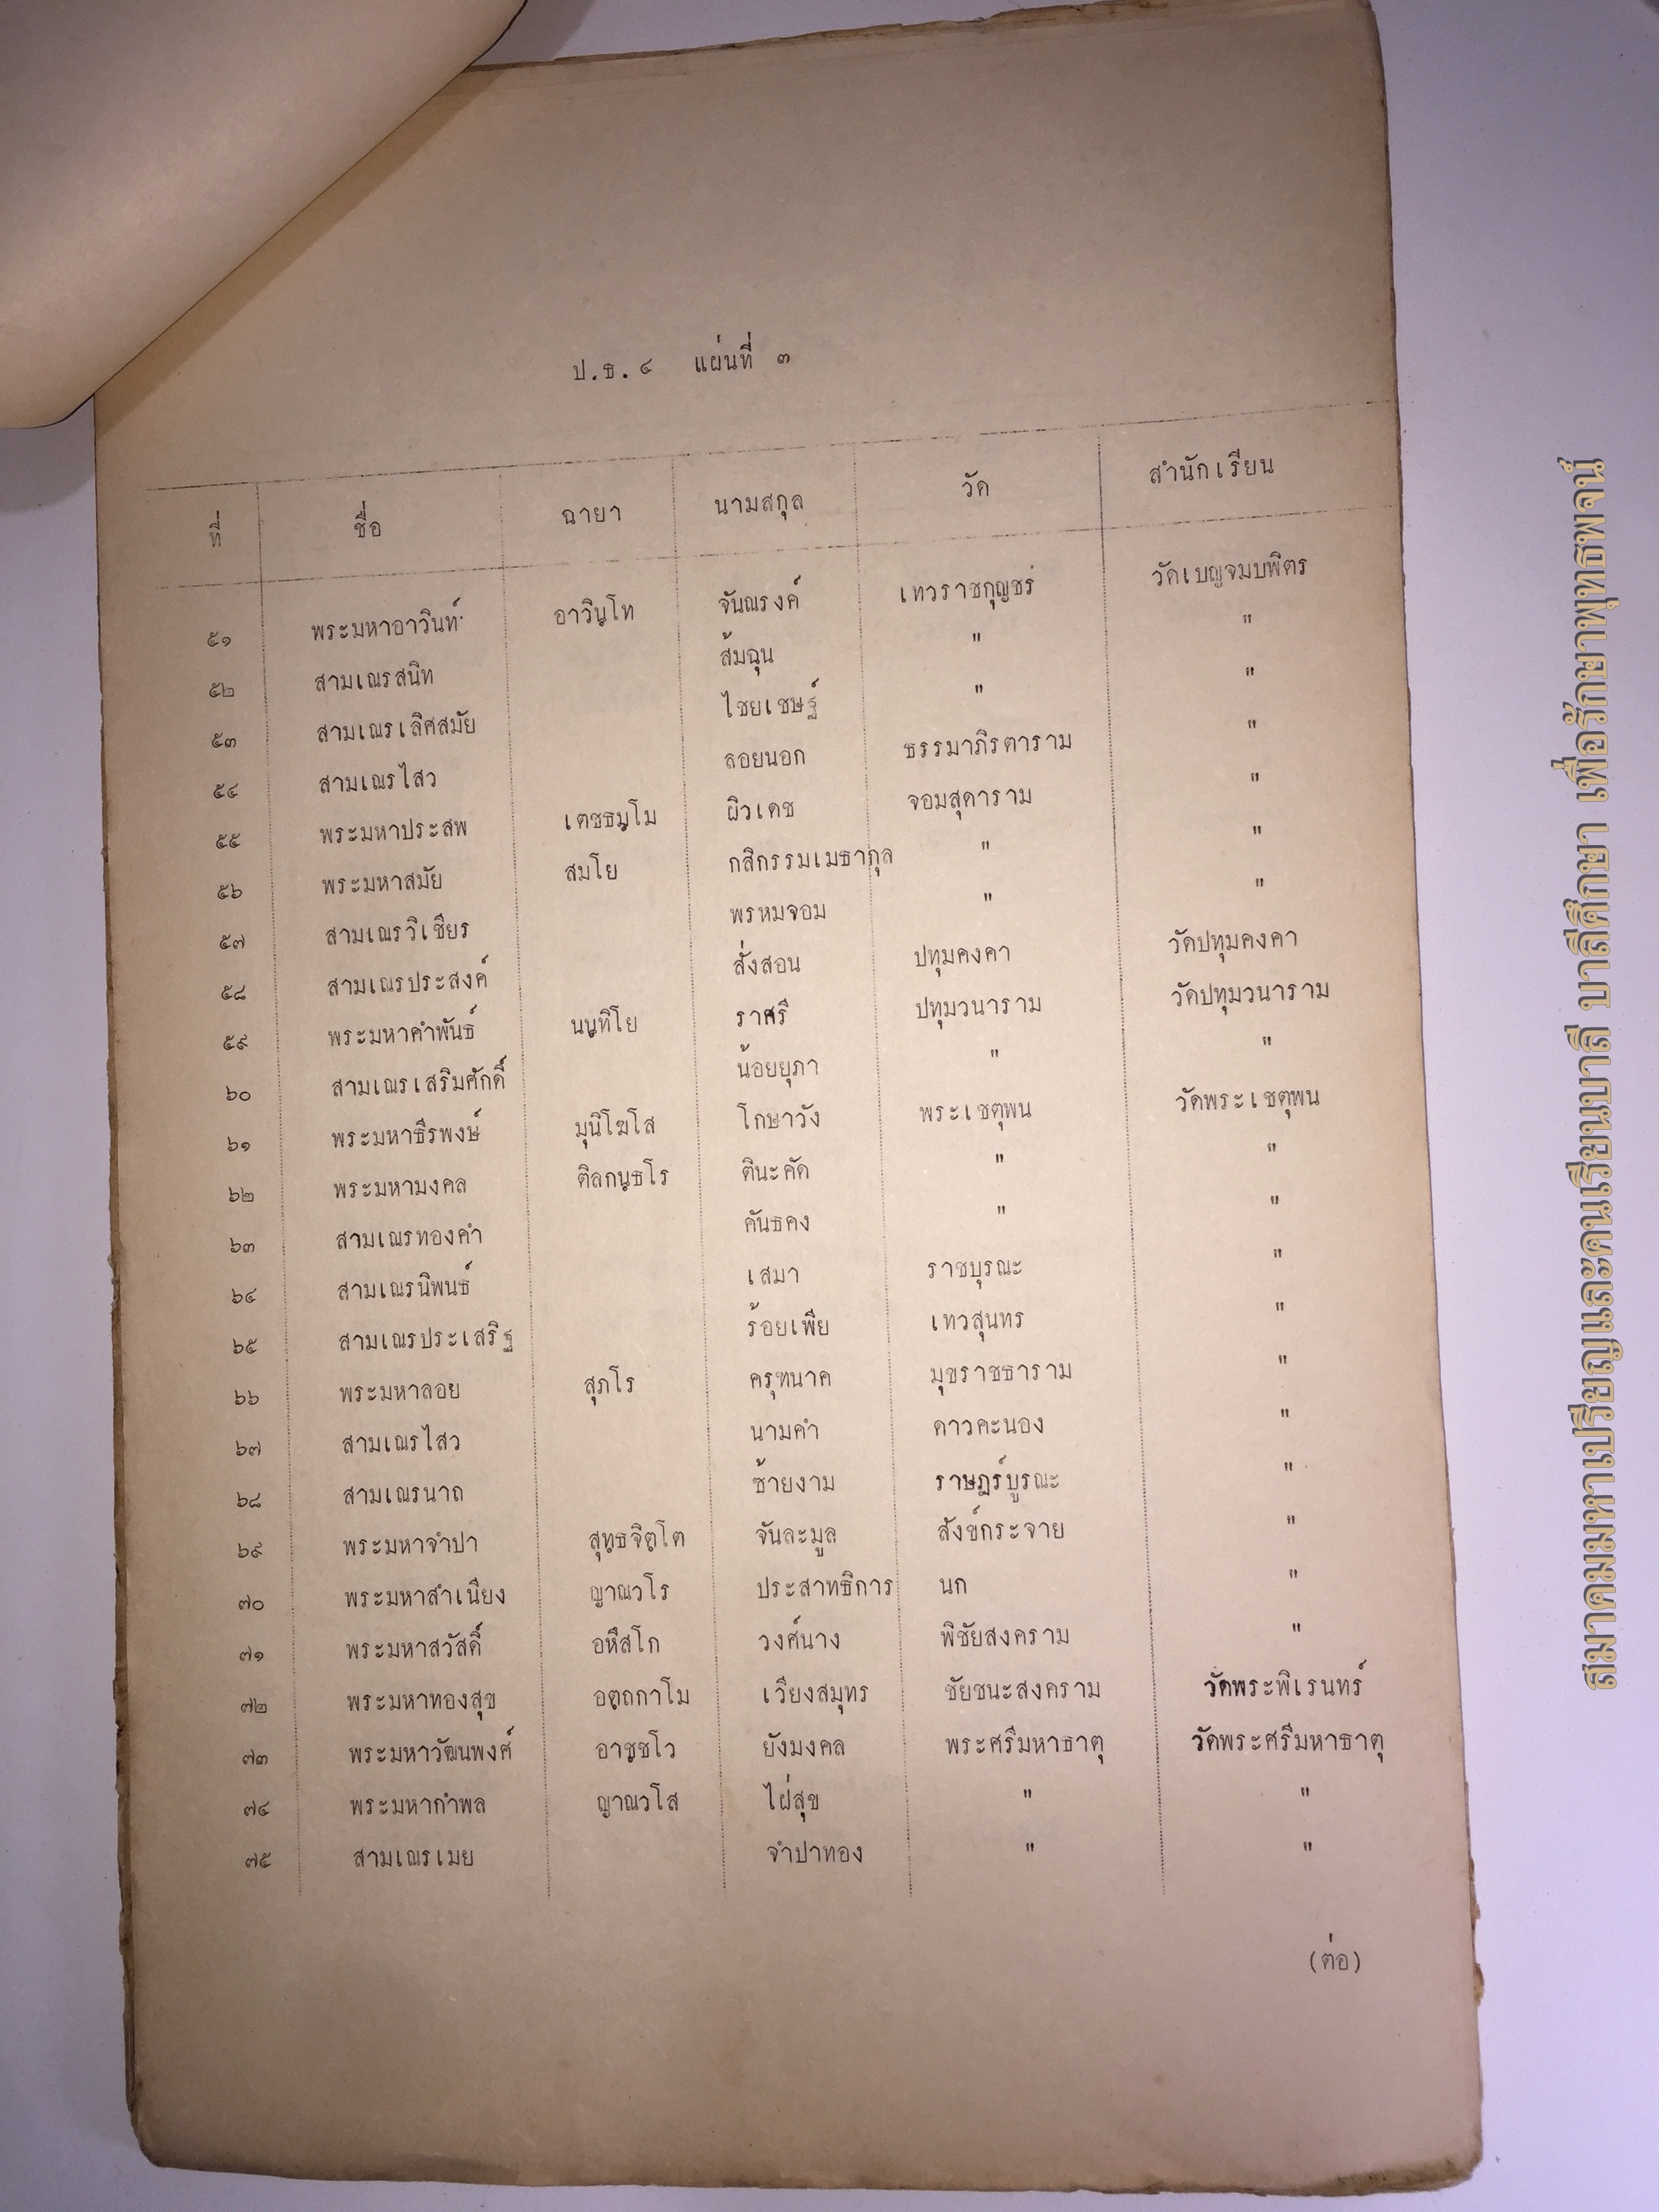 ป.ธ.๔ แผ่นที่ ๓
ที่ ชื่อ ฉายา นามสกุล วัด สำนักเรียน
๕๑ พระมหาอาวินท์ อาวินฺโท จันณรงค์ เทวราชกุญชร วัดเบญจมบพิตร
๕๒ สามเณรสนิท ส้มฉุน " "
๕๓ สามเณรเลิศสมัย ไชยเชษฐ์ " "
๕๔ สามเณรไสว ลอยนอก ธรรมาภิรตาราม "
๕๕ พระมหาประสพ เตชธมฺโม ผิวเดช จอมสุดาราม "
๕๖ พระมหาสมัย สมโย กสิกรรมเมธากุล " "
๕๗ สามเณรวิเชียร พรหมจอม " "
๕๘ สามเณรประสงค์ สั่งสอน ปทุมคงคา วัดปทุมคงคา
๕๙ พระมหาคำพันธ์ นนฺทิโย ราศรี ปทุมวนาราม วัดปทุมวนาราม
๖๐ สามเณรเสริมศักดิ์ น้อยยุภา " "
๖๑ พระมหาธีรพงษ์ มุนิโฆโส โกษาวัง พระเชตุพน วัดพระเชตุพน
๖๒ พระมหามงคล ติลกนฺธโร ตินะคัด " "
๖๓ สามเณรทองคำ คันธคง " "
๖๔ สามเณรนิพนธ์ เสมา ราชบุรณะ "
๖๕ สามเณรประเสริฐ ร้อยเพีย เทวสุนทร "
๖๖ พระมหาลอย สุภโร ครุฑนาค มุขราชธาราม "
๖๗ สามเณรไสว นามคำ ดาวคะนอง "
๖๘ สามเณรนาถ ซ้ายงาม ราษฎร์บูรณะ "
๖๙ พระมหาจำปา สุทฺธจิตฺโต จันละมูล สังข์กระจาย "
๗๐ พระมหาสำเนียง ญาณวโร ประสาทธิการ นก "
๗๑ พระมหาสวัสดิ์ อหึสโก วงศ์นาง พิชัยสงคราม "
๗๒ พระมหาทองสุข อตฺถกาโม เวียงสมุทร ชัยชนะสงคราม วัดพระพิเรนทร์
๗๓ พระมหาวัฒนพงศ์ อาชฺชโว ยังมงคล พระศรีมหาธาตุ วัดพระศรีมหาธาตุ
๗๔ พระมหากำพล ญาณวโส ไผ่สุข " "
๗๕ สามเณรเมย จำปาทอง " "
(ต่อ)
สมาคมมหาเปรียญและคนเรียนบาลี บาลีศึกษา เพื่อรักษาพุทธพจน์